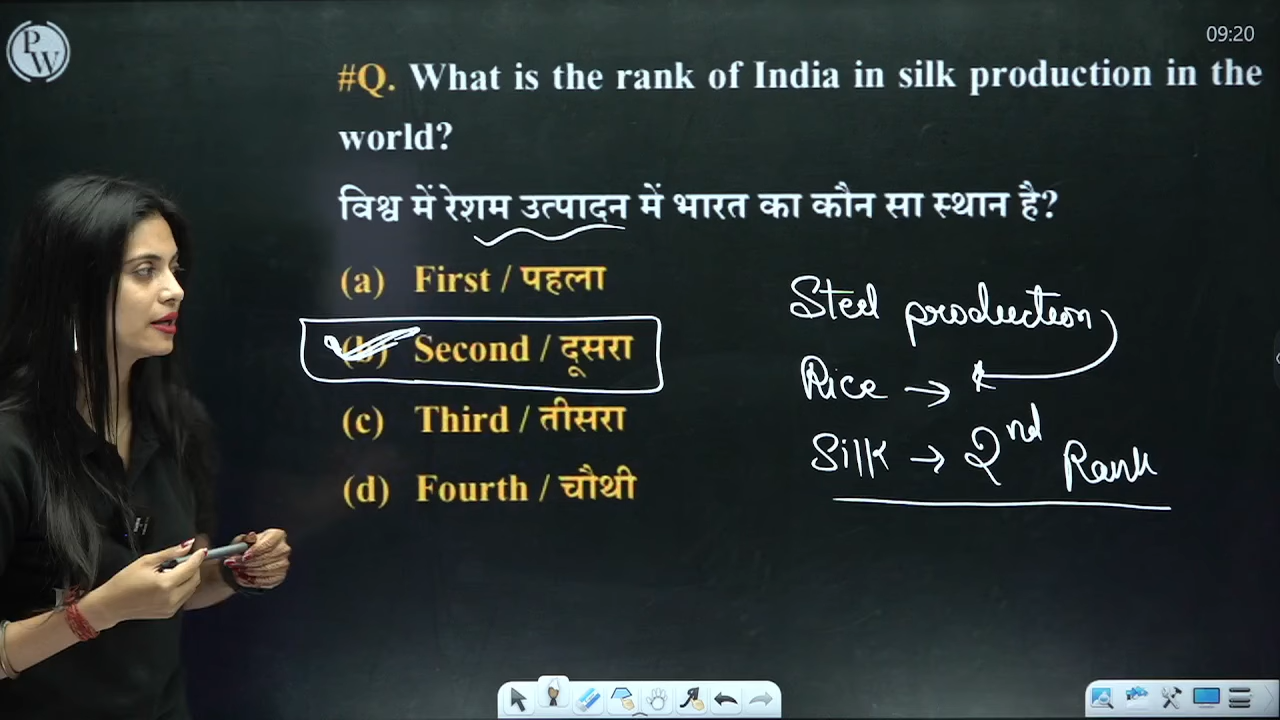 PW
09:20
#Q. What is the rank of India in silk production in the
world?
विश्व में रेशम उत्पादन में भारत का कौन सा स्थान है?
(a) First / पहला
(b) Second / दूसरा
(c) Third / तीसरा
(d) Fourth / चौथी
Steel production
Rice →
Silk → 2nd Rank